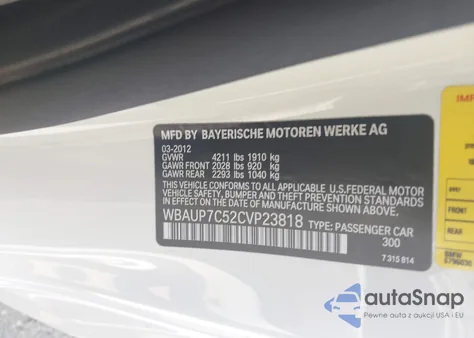 MFD BY BAYERISCHE MOTOREN WERKE AG
03-2012
GVWR 4211 lbs 1910 kg
GAWR FRONT 2028 lbs 920 kg
GAWR REAR 2293 lbs 1040 kg
THIS VEHICLE CONFORMS TO ALL APPLICABLE U.S.FEDERAL MOTOR
VEHICLE SAFETY, BUMPER AND THEFT PREVENTION STANDARDS
IN EFFECT ON THE DATE OF MANUFACTURE SHOWN ABOVE.
WBAUP7C52CVP23818 TYPE: PASSENGER CAR
300
7 315 814
FRONT
REAR
BMW
autoSnap
Pewne auta z aukcji USA i EU